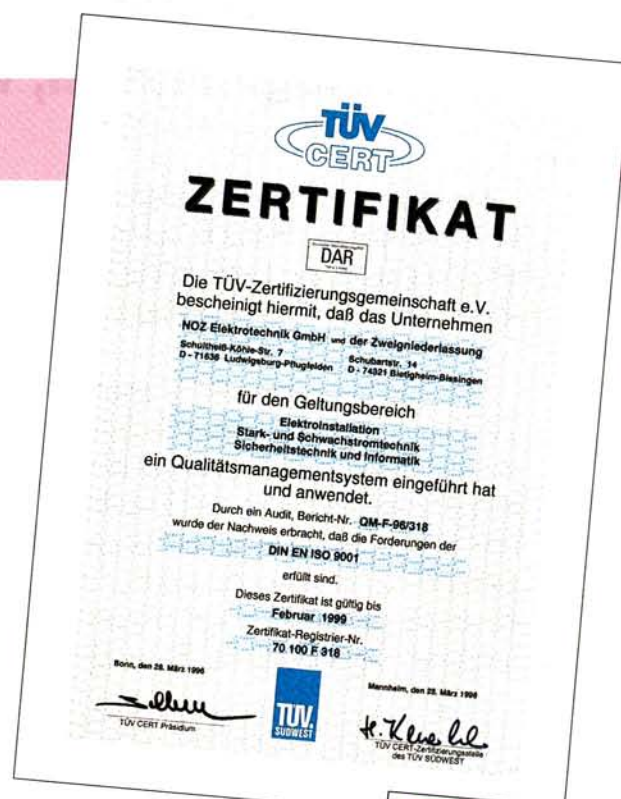 TÜV
CERT
ZERTIFIKAT
DAR
Die TÜV-Zertifizierungsgemeinschaft e.V.
bescheinigt hiermit, daß das Unternehmen
NOZ Elektrotechnik GmbH und der Zweigniederlassung
Schultheiß-Köhle-Str. 7 Schubartstr. 14
D - 71636 Ludwigsburg-Pflugfelden D - 74321 Bietigheim-Bissingen
für den Geltungsbereich
Elektroinstallation
Stark- und Schwachstromtechnik
Sicherheitstechnik und Informatik
ein Qualitätsmanagementsystem eingeführt hat
und anwendet.
Durch ein Audit, Bericht-Nr. QM-F-96/318
wurde der Nachweis erbracht, daß die Forderungen der
DIN EN ISO 9001
erfüllt sind.
Dieses Zertifikat ist gültig bis
Februar 1999
Zertifikat-Registrier-Nr.
70 100 F 318
Bonn, den 28. März 1996 Mannheim, den 28. März 1996
TÜV CERT Präsidium
TÜV
SÜDWEST
TÜV CERT-Zertifizierungsstelle
des TÜV SÜDWEST